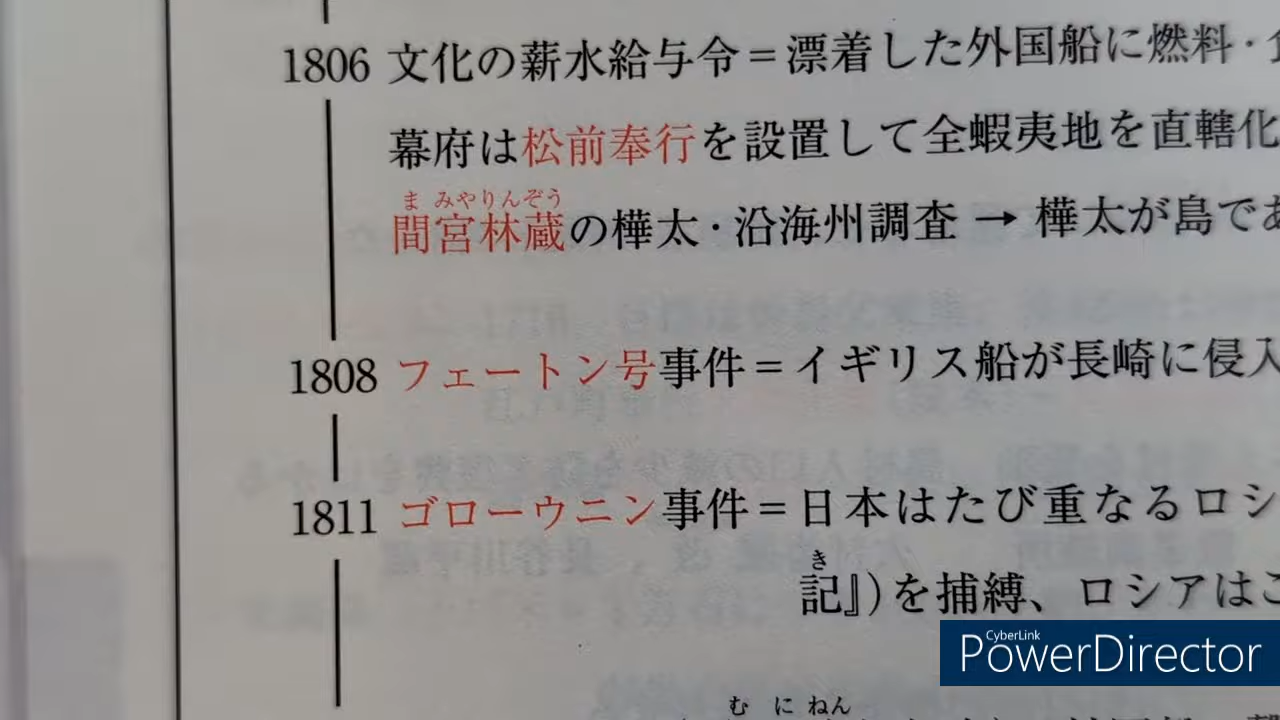 1806 文化の薪水給与令＝漂着した外国船に燃料・
幕府は松前奉行を設置して全蝦夷地を直轄化
ま みやりんぞう
間宮林蔵の樺太・沿海州調査 → 樺太が島であ
1808 フェートン号事件＝イギリス船が長崎に侵入
1811 ゴローウニン事件＝日本はたび重なるロシ
き
記』)を捕縛、ロシアはこ
CyberLink
PowerDirector
む に ねん